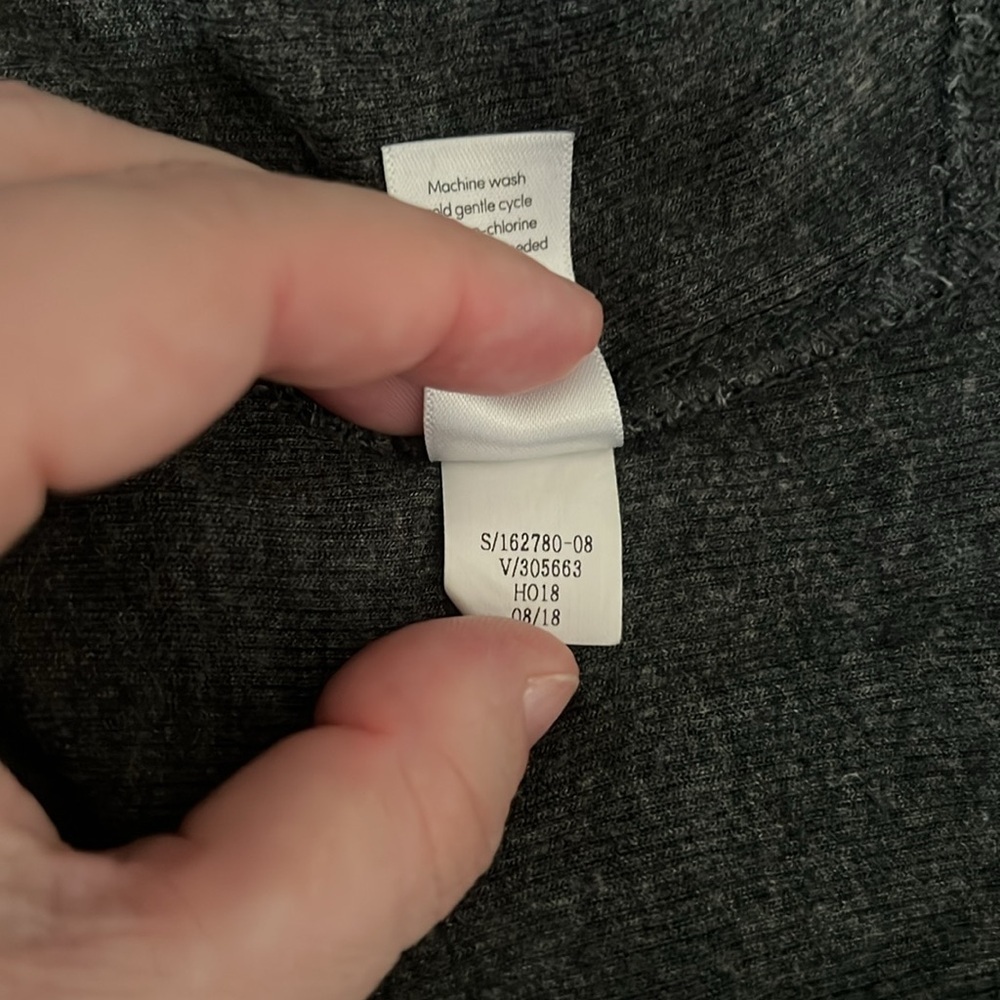 Machine wash
gentle cycle
-chlorine
S/162780-08
V/305663
HO18
08/18